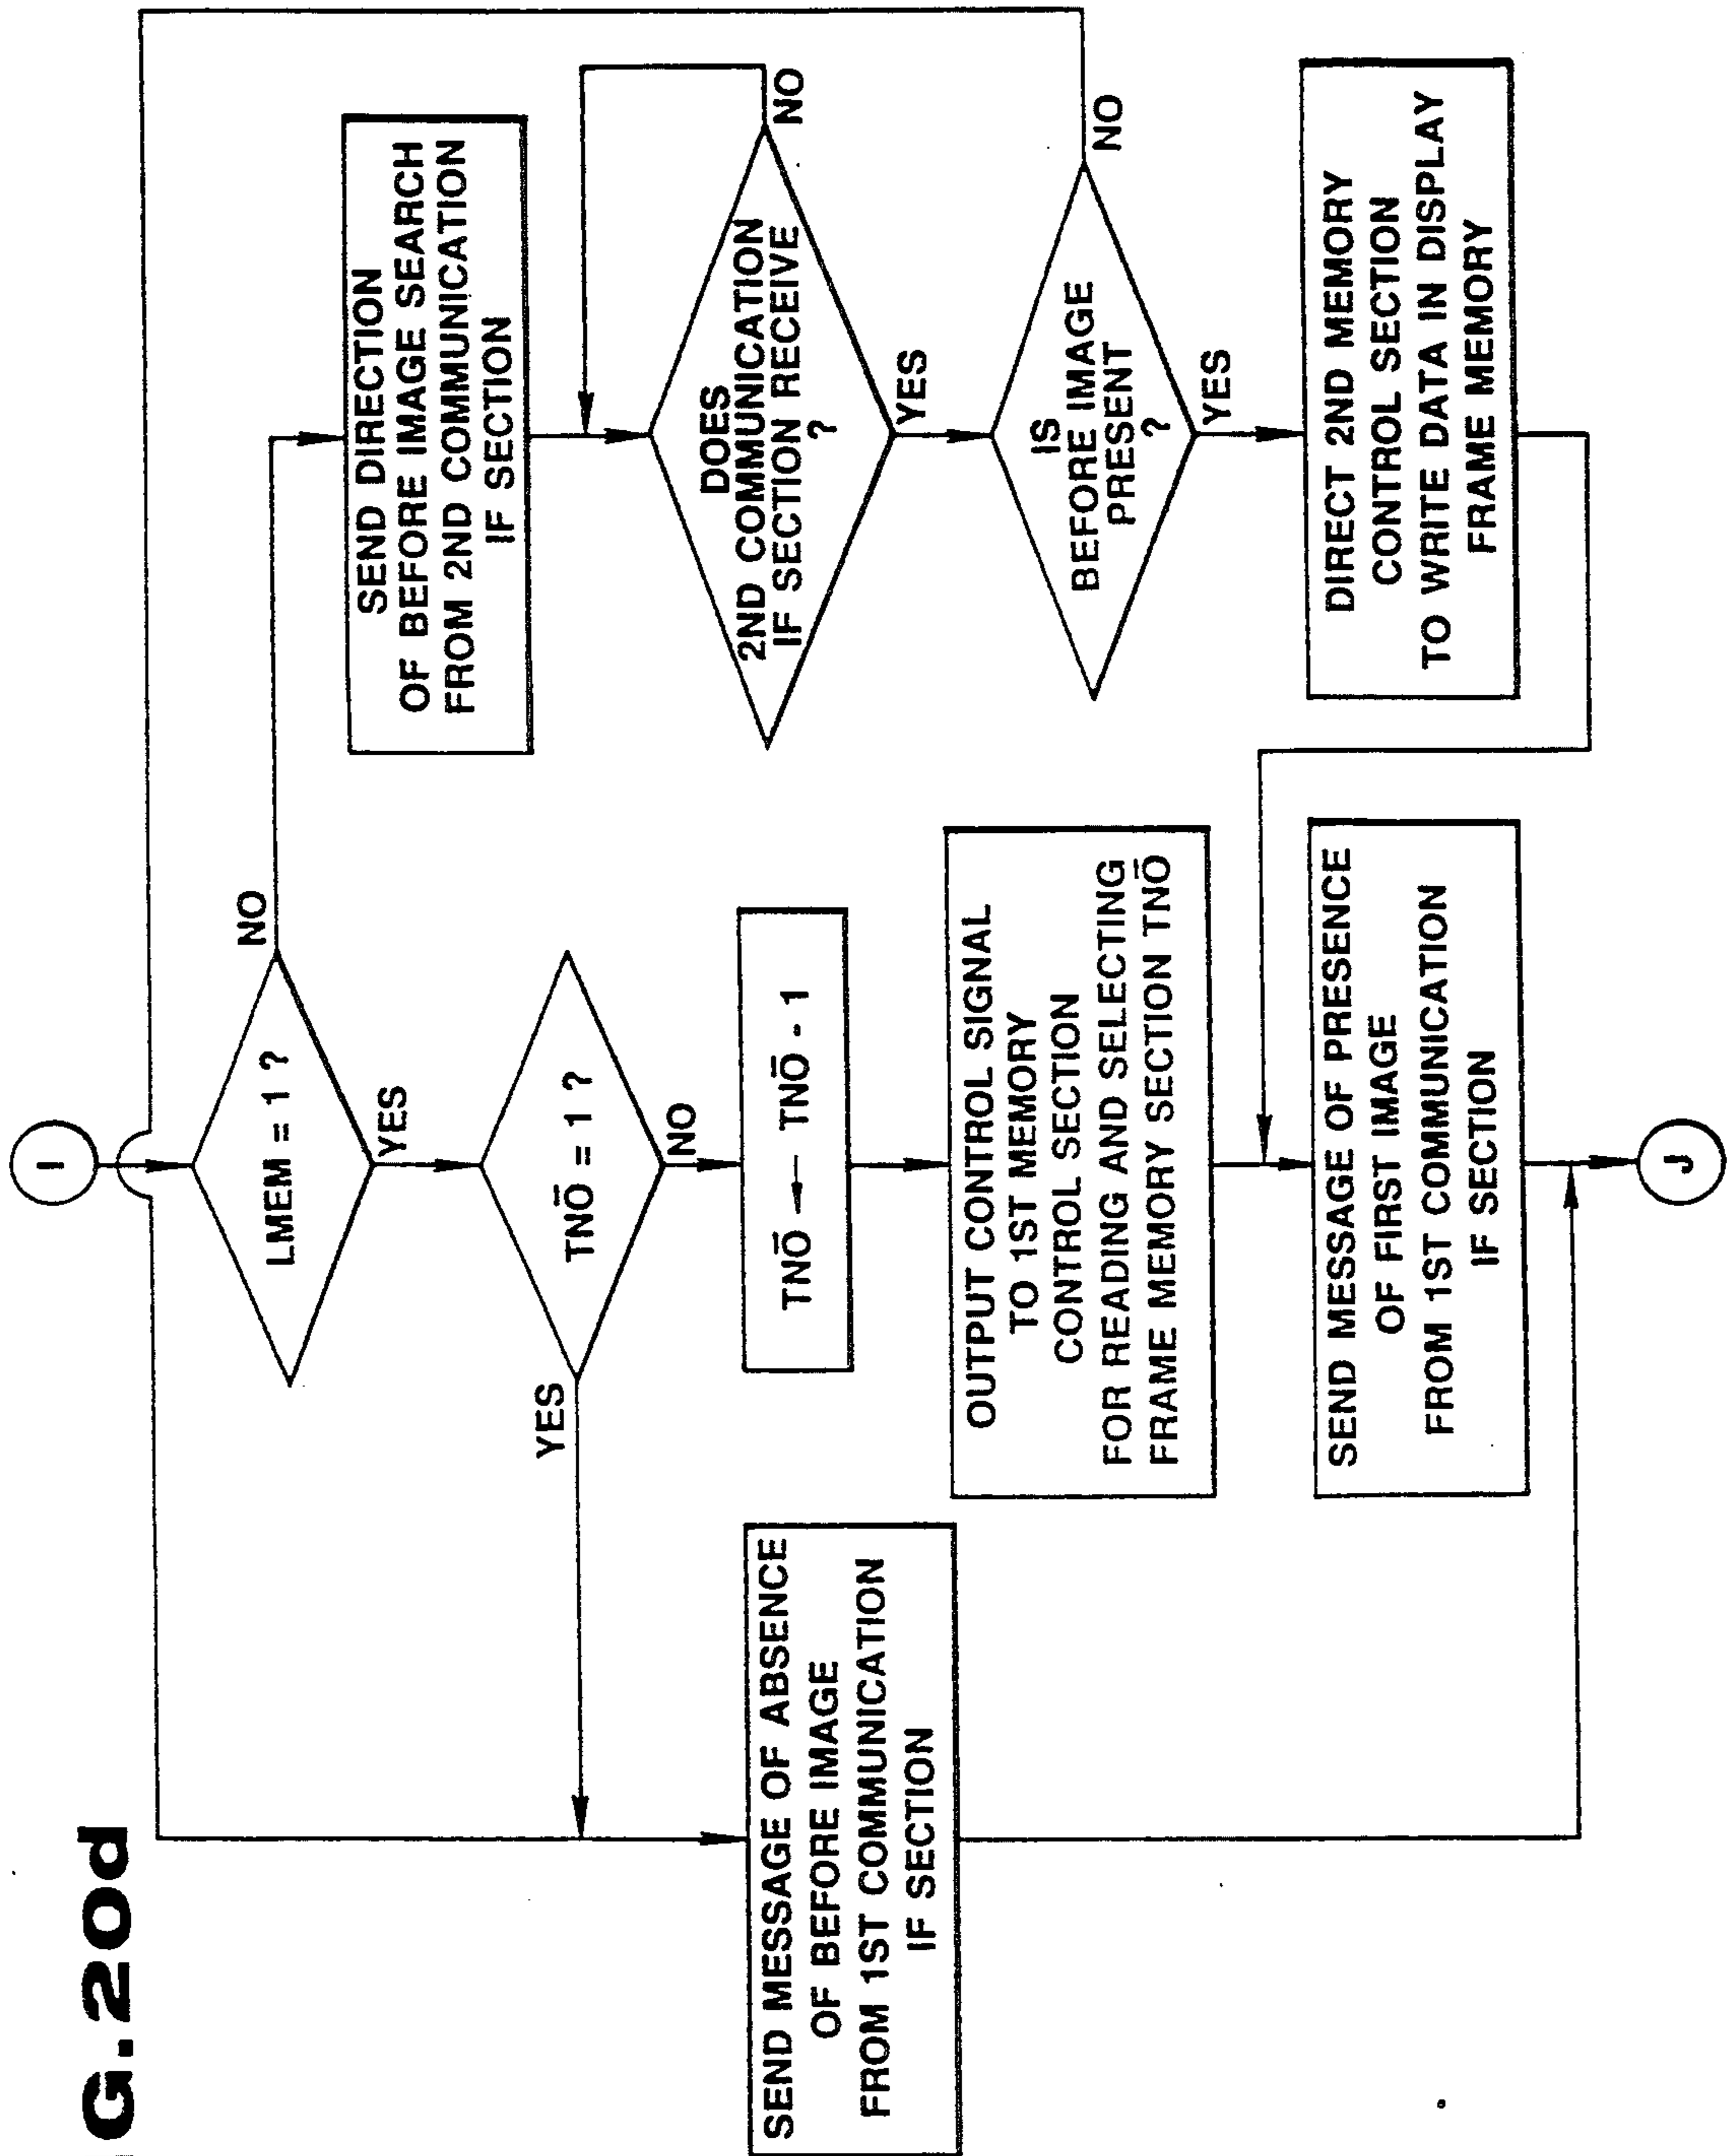 G.20d
I
LMEM = 1 ?
NO
YES
TNŌ = 1 ?
YES
NO
TNŌ ← TNŌ - 1
OUTPUT CONTROL SIGNAL
TO 1ST MEMORY
CONTROL SECTION
FOR READING AND SELECTING
FRAME MEMORY SECTION TNŌ
SEND MESSAGE OF PRESENCE
OF FIRST IMAGE
FROM 1ST COMMUNICATION
IF SECTION
J
SEND MESSAGE OF ABSENCE
OF BEFORE IMAGE
FROM 1ST COMMUNICATION
IF SECTION
SEND DIRECTION
OF BEFORE IMAGE SEARCH
FROM 2ND COMMUNICATION
IF SECTION
DOES
2ND COMMUNICATION
IF SECTION RECEIVE
?
NO
YES
IS
BEFORE IMAGE
PRESENT
?
NO
YES
DIRECT 2ND MEMORY
CONTROL SECTION
TO WRITE DATA IN DISPLAY
FRAME MEMORY